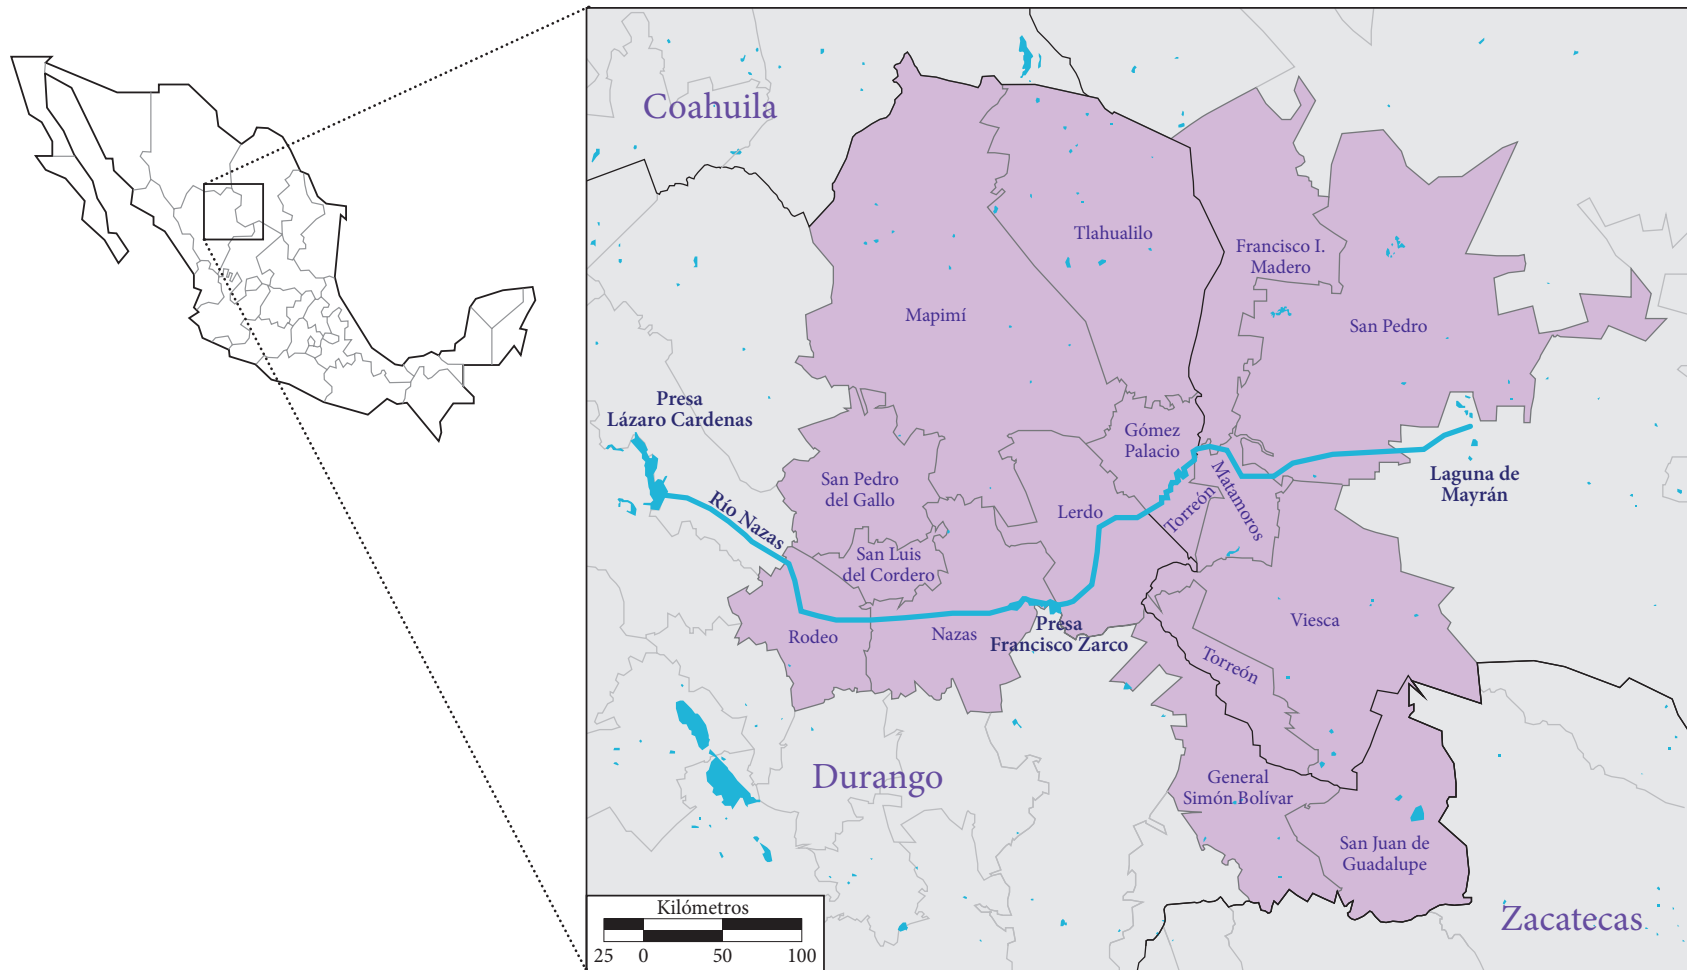 Coahuila
Tlahualilo
Francisco I.
Madero
Mapimí
San Pedro
Presa
Lázaro Cardenas
Gómez
Palacio
San Pedro
del Gallo
Río Nazas
Lerdo
Torreón
Matamoros
Laguna de
Mayrán
San Luis
del Cordero
Rodeo
Nazas
Presa
Francisco Zarco
Viesca
Torreón
Durango
General
Simón Bolívar
San Juan de
Guadalupe
Zacatecas
Kilómetros
25 0 50 100